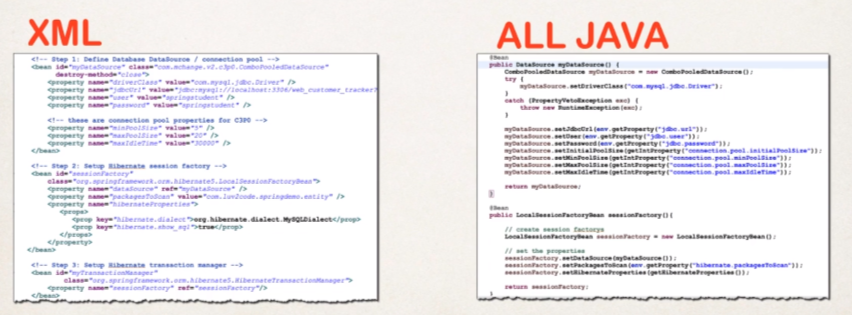 XML
<!-- Step 1: Define Database DataSource / connection pool -->
<bean id="myDataSource" class="com.mchange.v2.c3p0.ComboPooledDataSource"
destroy-method="close">
<property name="driverClass" value="com.mysql.jdbc.Driver" />
<property name="jdbcUrl" value="jdbc:mysql://localhost:3306/web_customer_tracker?
<property name="user" value="springstudent" />
<property name="password" value="springstudent" />
<!-- these are connection pool properties for C3P0 -->
<property name="minPoolSize" value="5" />
<property name="maxPoolSize" value="20" />
<property name="maxIdleTime" value="30000" />
</bean>
<!-- Step 2: Setup Hibernate session factory -->
<bean id="sessionFactory"
class="org.springframework.orm.hibernate5.LocalSessionFactoryBean">
<property name="dataSource" ref="myDataSource" />
<property name="packagesToScan" value="com.luv2code.springdemo.entity" />
<property name="hibernateProperties">
<props>
<prop key="hibernate.dialect">org.hibernate.dialect.MySQLDialect</prop>
<prop key="hibernate.show_sql">true</prop>
</props>
</property>
</bean>
<!-- Step 3: Setup Hibernate transaction manager -->
<bean id="myTransactionManager"
class="org.springframework.orm.hibernate5.HibernateTransactionManager">
<property name="sessionFactory" ref="sessionFactory"/>
</bean>
ALL JAVA
@Bean
public DataSource myDataSource() {
ComboPooledDataSource myDataSource = new ComboPooledDataSource();
try {
myDataSource.setDriverClass("com.mysql.jdbc.Driver");
}
catch (PropertyVetoException exc) {
throw new RuntimeException(exc);
}
myDataSource.setJdbcUrl(env.getProperty("jdbc.url"));
myDataSource.setUser(env.getProperty("jdbc.user"));
myDataSource.setPassword(env.getProperty("jdbc.password"));
myDataSource.setInitialPoolSize(getIntProperty("connection.pool.initialPoolSize"));
myDataSource.setMinPoolSize(getIntProperty("connection.pool.minPoolSize"));
myDataSource.setMaxPoolSize(getIntProperty("connection.pool.maxPoolSize"));
myDataSource.setMaxIdleTime(getIntProperty("connection.pool.maxIdleTime"));
return myDataSource;
}
@Bean
public LocalSessionFactoryBean sessionFactory(){
// create session factorys
LocalSessionFactoryBean sessionFactory = new LocalSessionFactoryBean();
// set the properties
sessionFactory.setDataSource(myDataSource());
sessionFactory.setPackagesToScan(env.getProperty("hibernate.packagesToScan"));
sessionFactory.setHibernateProperties(getHibernateProperties());
return sessionFactory;